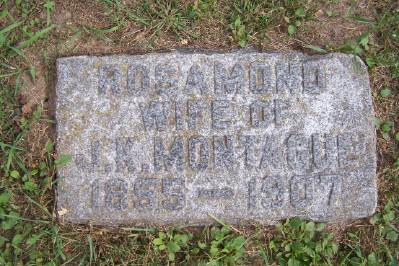 ROSAMOND
WIFE OF
J.K. MONTAGUE
1855-1907